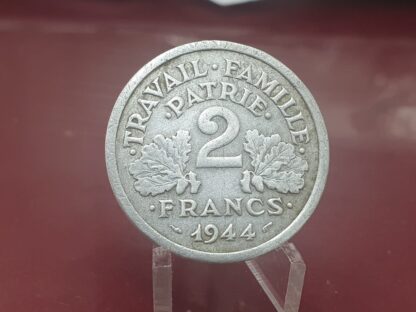 ·TRAVAIL·FAMILLE·
·PATRIE·
2
·FRANCS·
1944